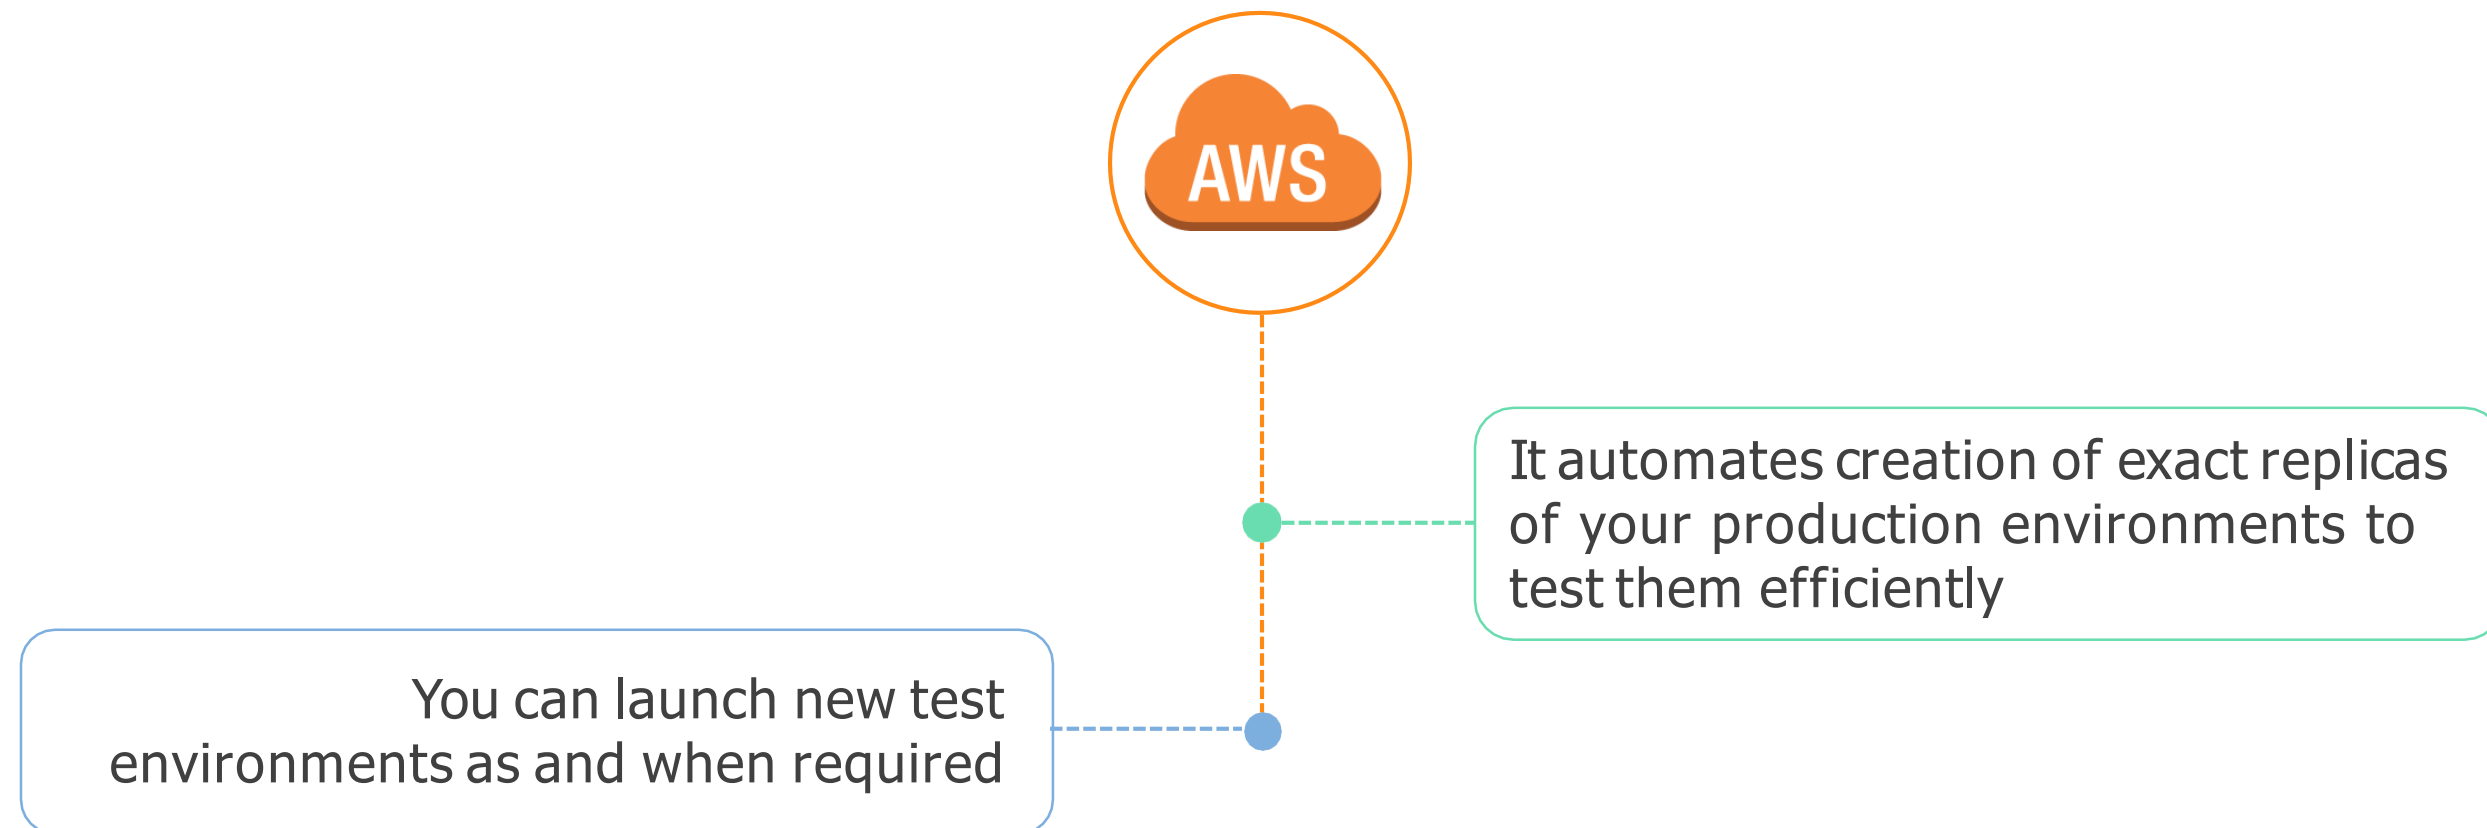 AWS
It automates creation of exact replicas
of your production environments to
test them efficiently
You can launch new test
environments as and when required